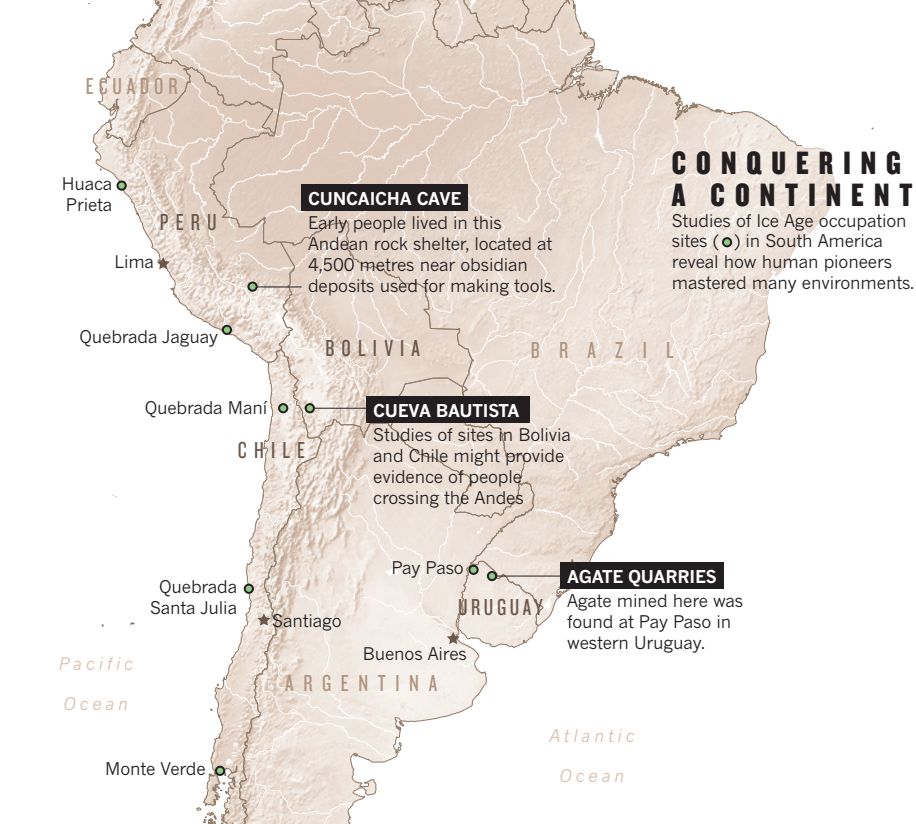 ECUADOR
CONQUERING
A CONTINENT
Studies of Ice Age occupation
sites ( ) in South America
reveal how human pioneers
mastered many environments.
Huaca
Prieta
PERU
CUNCAICHA CAVE
Early people lived in this
Andean rock shelter, located at
4,500 metres near obsidian
deposits used for making tools.
Lima
Quebrada Jaguay
BOLIVIA
BRAZIL
Quebrada Maní
CUEVA BAUTISTA
Studies of sites in Bolivia
and Chile might provide
evidence of people
crossing the Andes
CHILE
Pay Paso
AGATE QUARRIES
Agate mined here was
found at Pay Paso in
western Uruguay.
Quebrada
Santa Julia
URUGUAY
Santiago
Buenos Aires
Pacific
Ocean
ARGENTINA
Atlantic
Ocean
Monte Verde